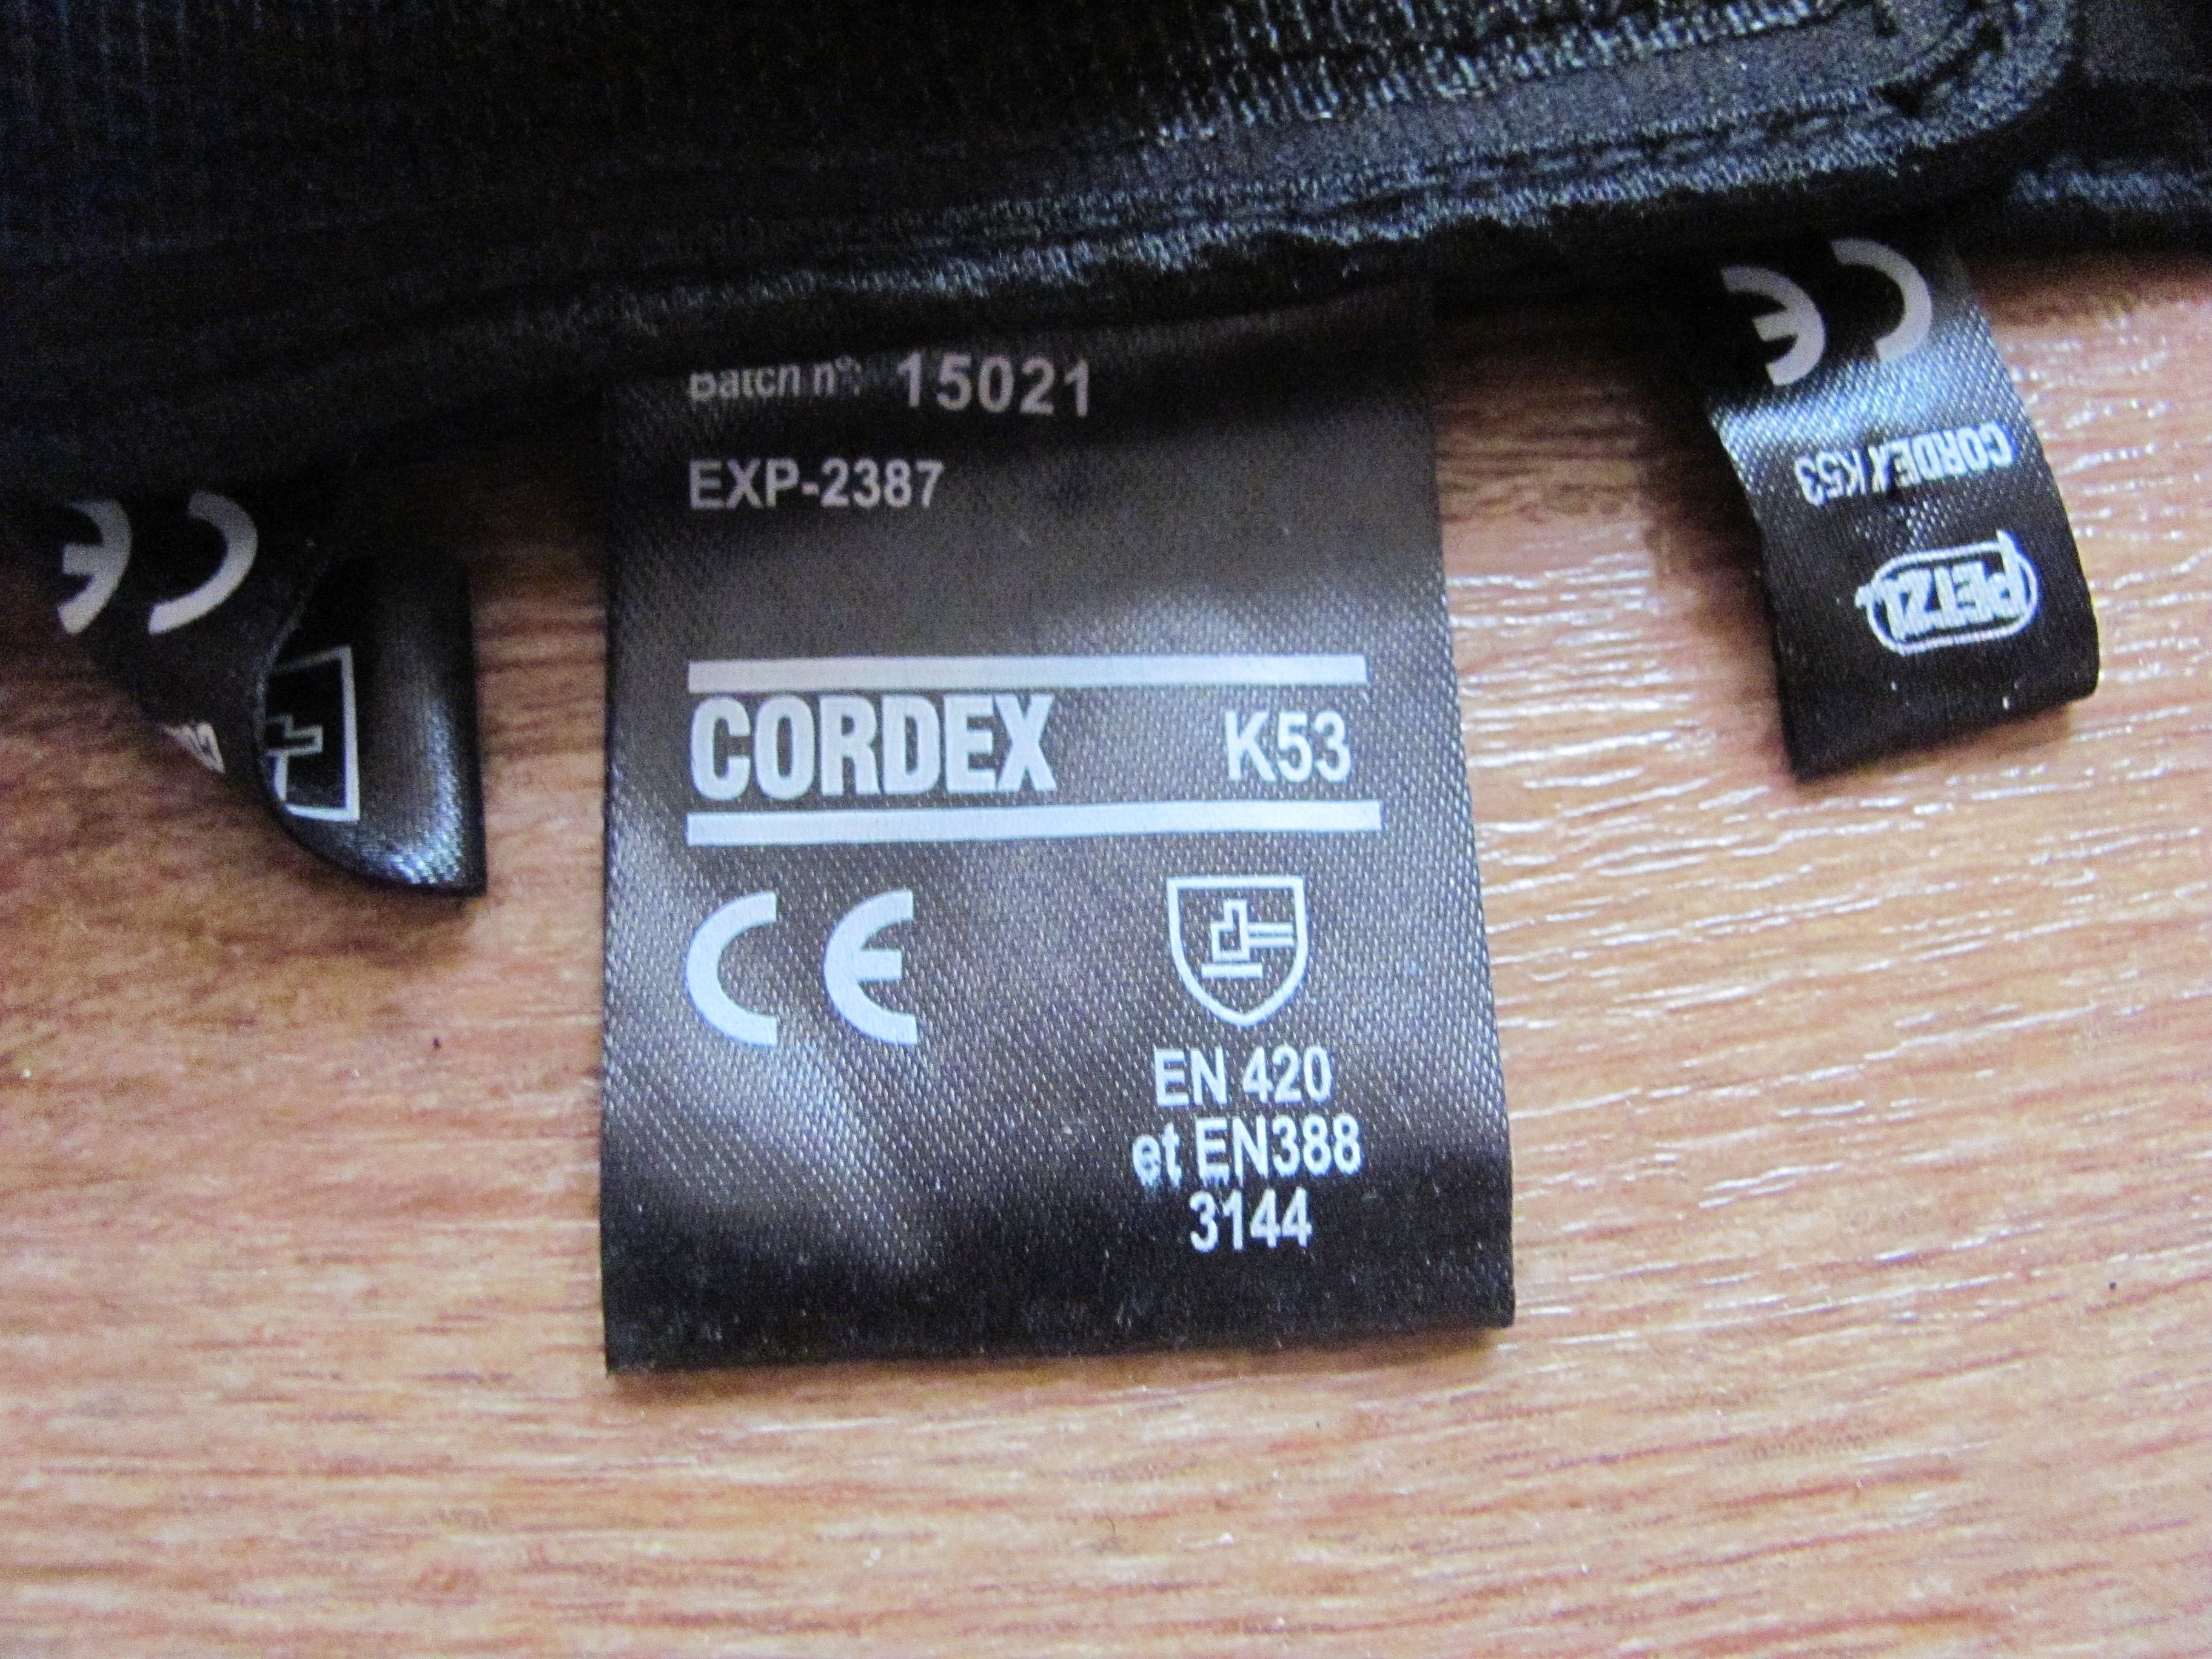 Batch n°: 15021
EXP-2387
CORDEX K53
CE
EN 420
et EN388
3144
CE
CORDEX K53
PETZL
CE